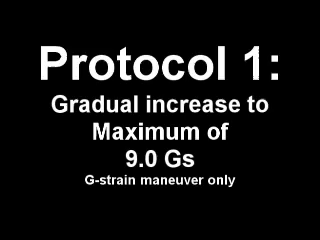 Protocol 1:
Gradual increase to
Maximum of
9.0 Gs
G-strain maneuver only